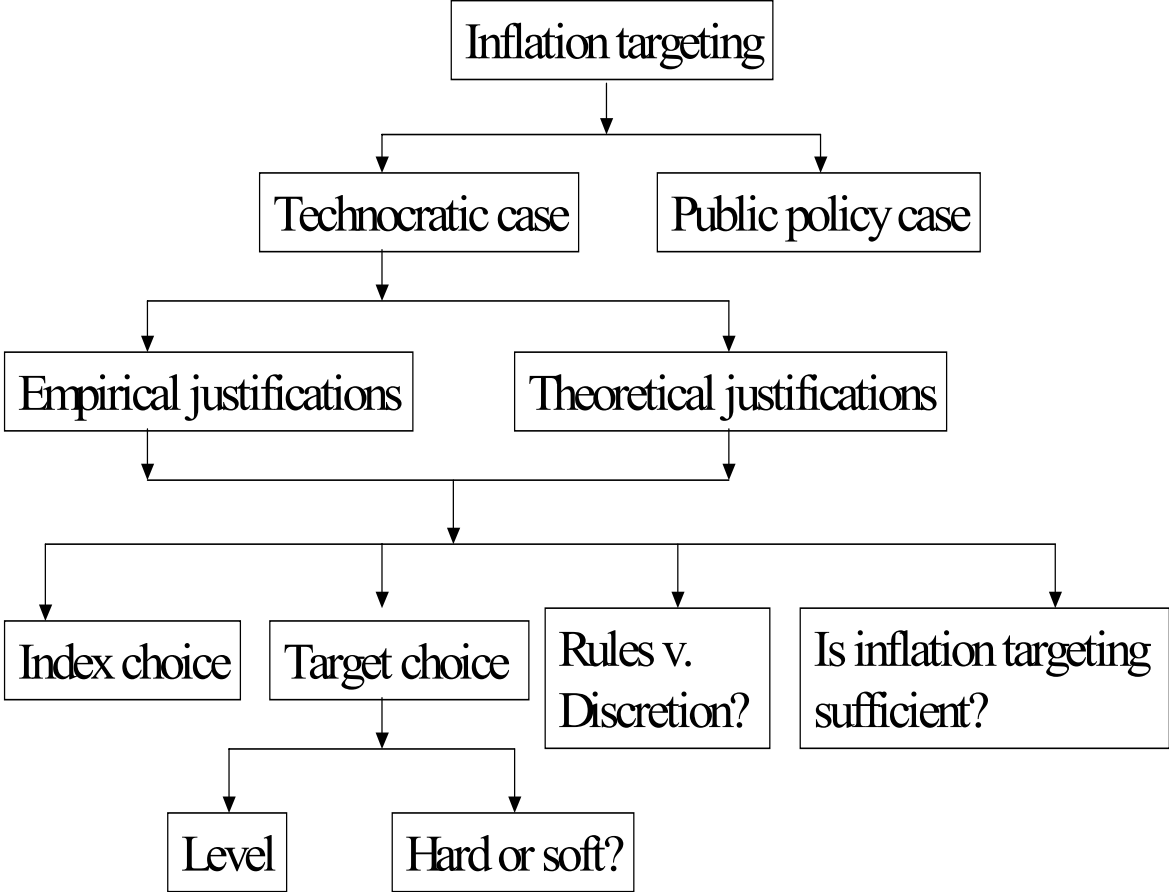 Inflation targeting
Technocratic case
Public policy case
Empirical justifications
Theoretical justifications
Index choice
Target choice
Rules v.
Discretion?
Is inflation targeting
sufficient?
Level
Hard or soft?